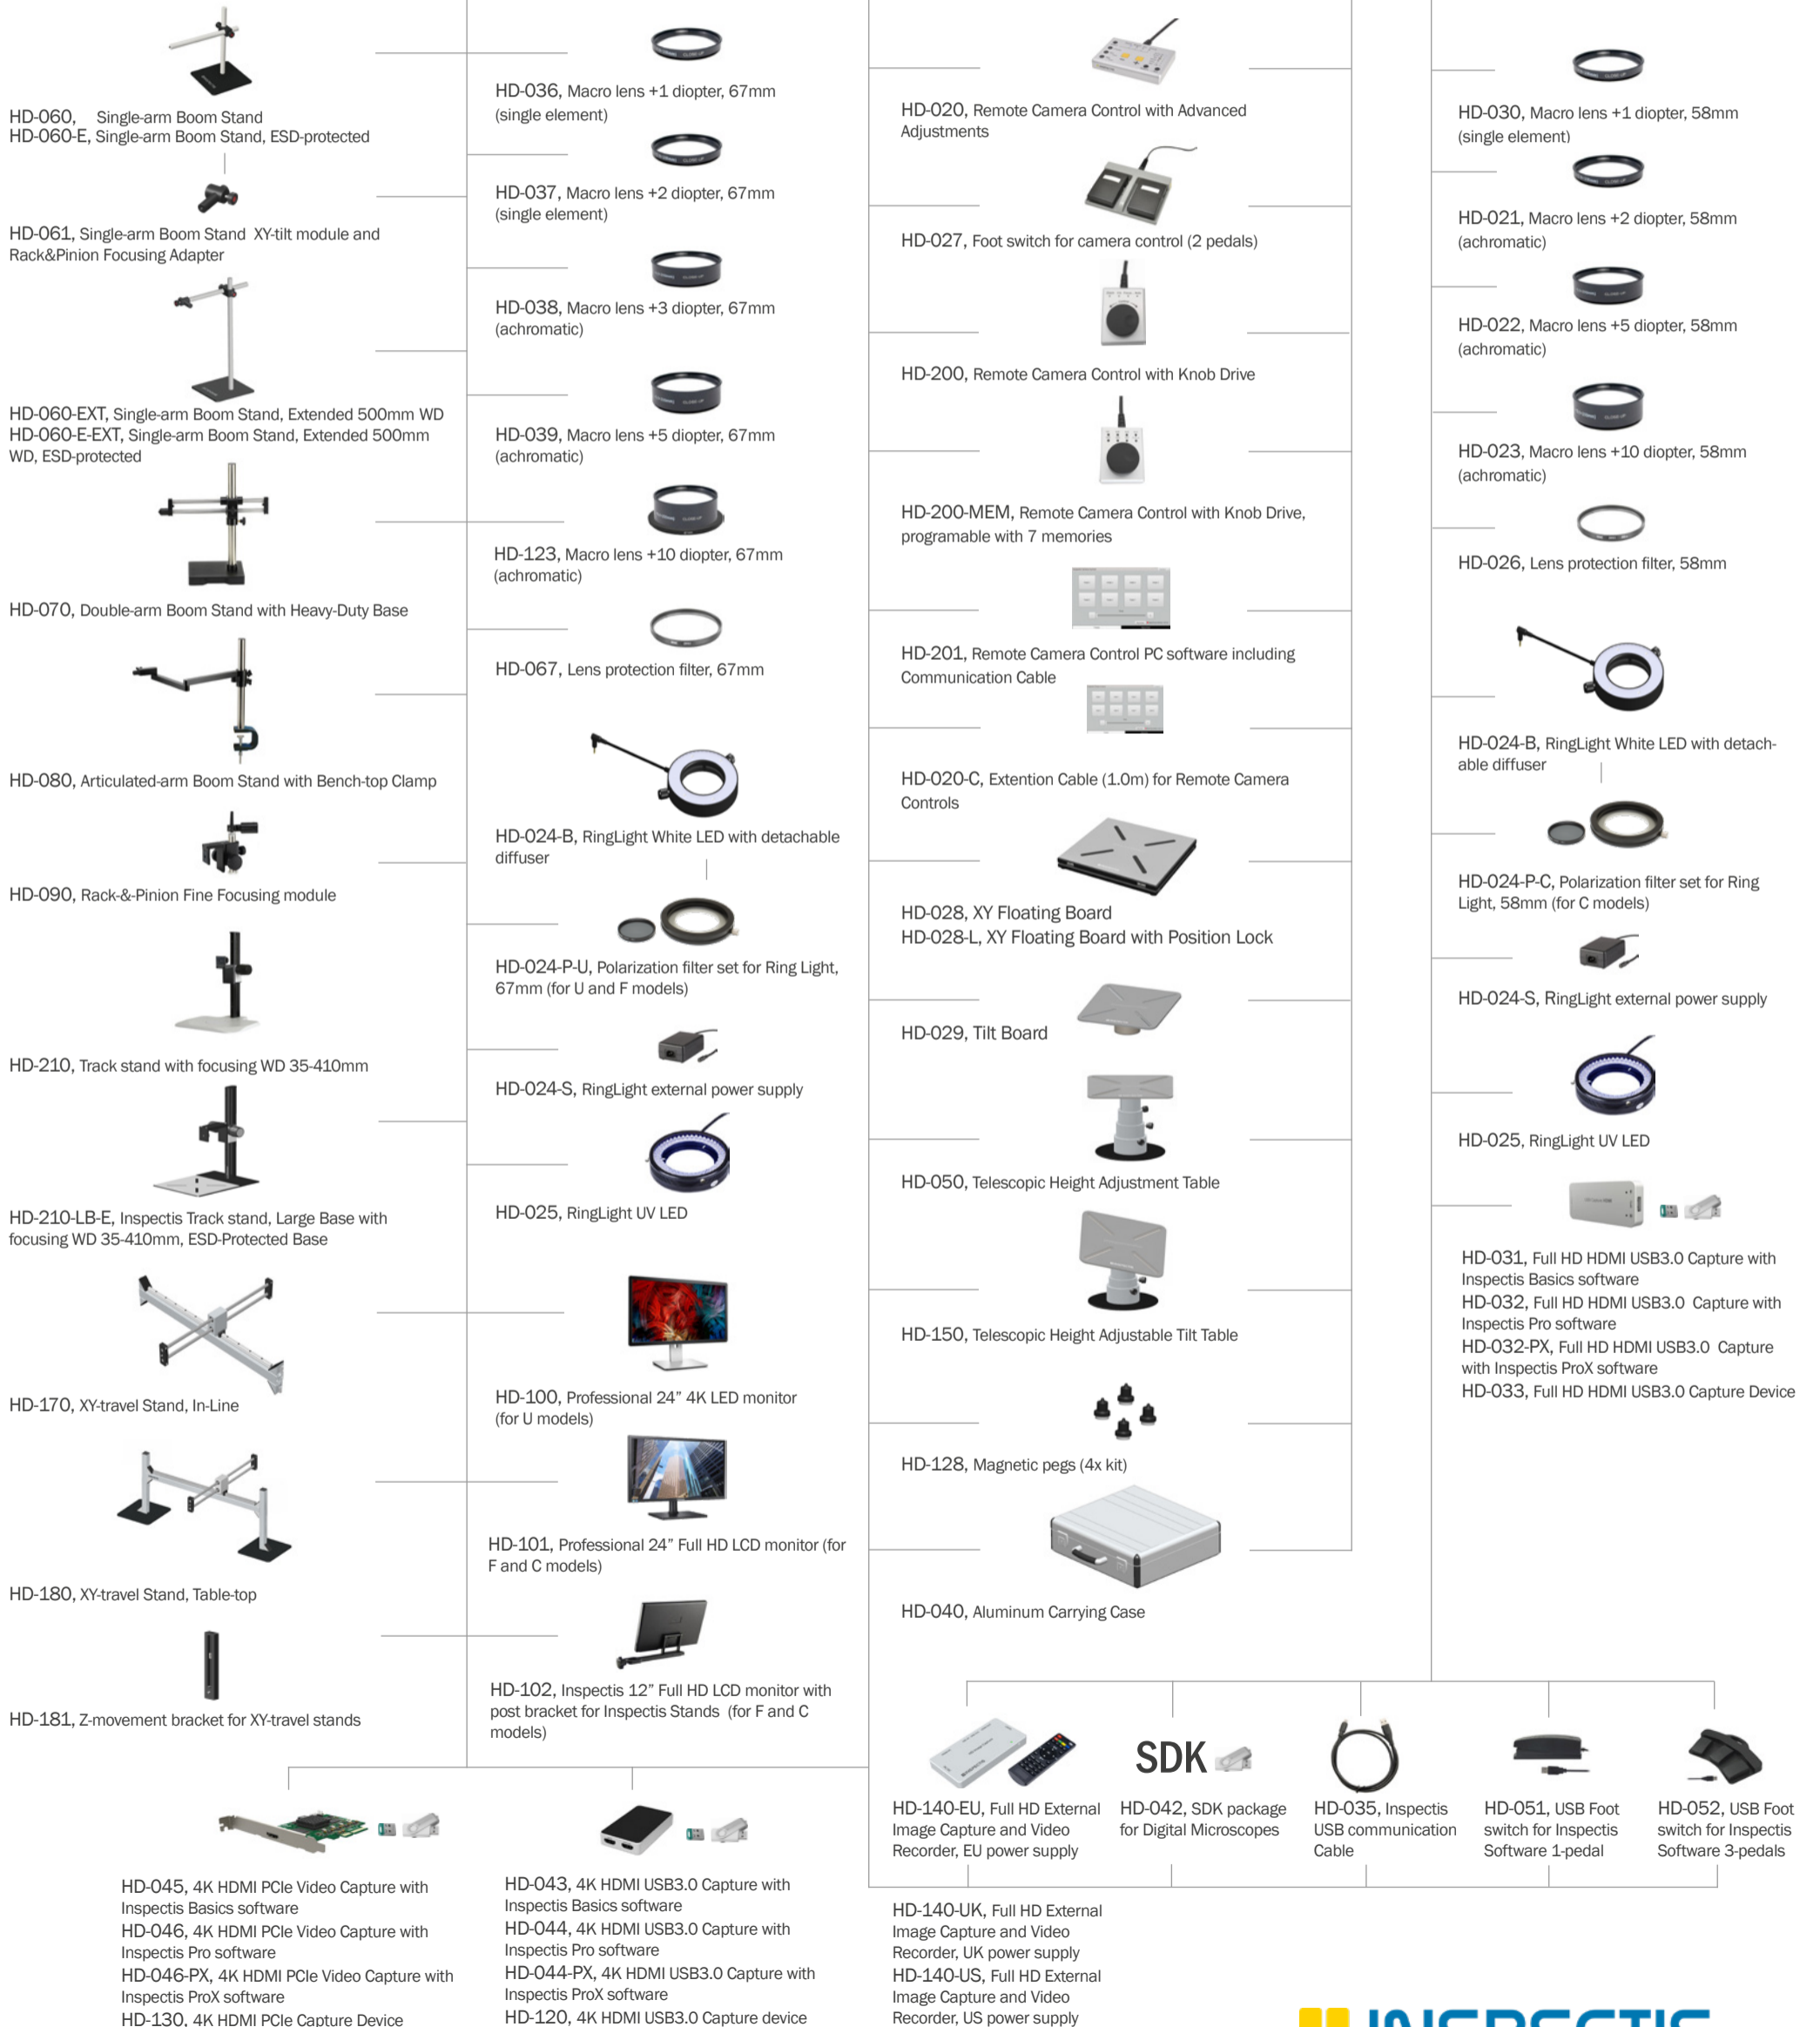 HD-060, Single-arm Boom Stand
HD-060-E, Single-arm Boom Stand, ESD-protected
HD-061, Single-arm Boom Stand XY-tilt module and
Rack&Pinion Focusing Adapter
HD-060-EXT, Single-arm Boom Stand, Extended 500mm WD
HD-060-E-EXT, Single-arm Boom Stand, Extended 500mm
WD, ESD-protected
HD-070, Double-arm Boom Stand with Heavy-Duty Base
HD-080, Articulated-arm Boom Stand with Bench-top Clamp
HD-090, Rack-&-Pinion Fine Focusing module
HD-210, Track stand with focusing WD 35-410mm
HD-210-LB-E, Inspectis Track stand, Large Base with
focusing WD 35-410mm, ESD-Protected Base
HD-170, XY-travel Stand, In-Line
HD-180, XY-travel Stand, Table-top
HD-181, Z-movement bracket for XY-travel stands
HD-036, Macro lens +1 diopter, 67mm
(single element)
HD-037, Macro lens +2 diopter, 67mm
(single element)
HD-038, Macro lens +3 diopter, 67mm
(achromatic)
HD-039, Macro lens +5 diopter, 67mm
(achromatic)
HD-123, Macro lens +10 diopter, 67mm
(achromatic)
HD-067, Lens protection filter, 67mm
HD-024-B, RingLight White LED with detachable
diffuser
HD-024-P-U, Polarization filter set for Ring Light,
67mm (for U and F models)
HD-024-S, RingLight external power supply
HD-025, RingLight UV LED
HD-100, Professional 24” 4K LED monitor
(for U models)
HD-101, Professional 24” Full HD LCD monitor (for
F and C models)
HD-102, Inspectis 12” Full HD LCD monitor with
post bracket for Inspectis Stands (for F and C
models)
HD-020, Remote Camera Control with Advanced
Adjustments
HD-027, Foot switch for camera control (2 pedals)
HD-200, Remote Camera Control with Knob Drive
HD-200-MEM, Remote Camera Control with Knob Drive,
programable with 7 memories
HD-201, Remote Camera Control PC software including
Communication Cable
HD-020-C, Extention Cable (1.0m) for Remote Camera
Controls
HD-028, XY Floating Board
HD-028-L, XY Floating Board with Position Lock
HD-029, Tilt Board
HD-050, Telescopic Height Adjustment Table
HD-150, Telescopic Height Adjustable Tilt Table
HD-128, Magnetic pegs (4x kit)
HD-040, Aluminum Carrying Case
HD-030, Macro lens +1 diopter, 58mm
(single element)
HD-021, Macro lens +2 diopter, 58mm
(achromatic)
HD-022, Macro lens +5 diopter, 58mm
(achromatic)
HD-023, Macro lens +10 diopter, 58mm
(achromatic)
HD-026, Lens protection filter, 58mm
HD-024-B, RingLight White LED with detach-
able diffuser
HD-024-P-C, Polarization filter set for Ring
Light, 58mm (for C models)
HD-024-S, RingLight external power supply
HD-025, RingLight UV LED
HD-031, Full HD HDMI USB3.0 Capture with
Inspectis Basics software
HD-032, Full HD HDMI USB3.0 Capture with
Inspectis Pro software
HD-032-PX, Full HD HDMI USB3.0 Capture
with Inspectis ProX software
HD-033, Full HD HDMI USB3.0 Capture Device
HD-045, 4K HDMI PCIe Video Capture with
Inspectis Basics software
HD-046, 4K HDMI PCIe Video Capture with
Inspectis Pro software
HD-046-PX, 4K HDMI PCIe Video Capture with
Inspectis ProX software
HD-130, 4K HDMI PCIe Capture Device
HD-043, 4K HDMI USB3.0 Capture with
Inspectis Basics software
HD-044, 4K HDMI USB3.0 Capture with
Inspectis Pro software
HD-044-PX, 4K HDMI USB3.0 Capture with
Inspectis ProX software
HD-120, 4K HDMI USB3.0 Capture device
HD-140-EU, Full HD External
Image Capture and Video
Recorder, EU power supply
HD-140-UK, Full HD External
Image Capture and Video
Recorder, UK power supply
HD-140-US, Full HD External
Image Capture and Video
Recorder, US power supply
SDK
HD-042, SDK package
for Digital Microscopes
HD-035, Inspectis
USB communication
Cable
HD-051, USB Foot
switch for Inspectis
Software 1-pedal
HD-052, USB Foot
switch for Inspectis
Software 3-pedals
INSPECTIS